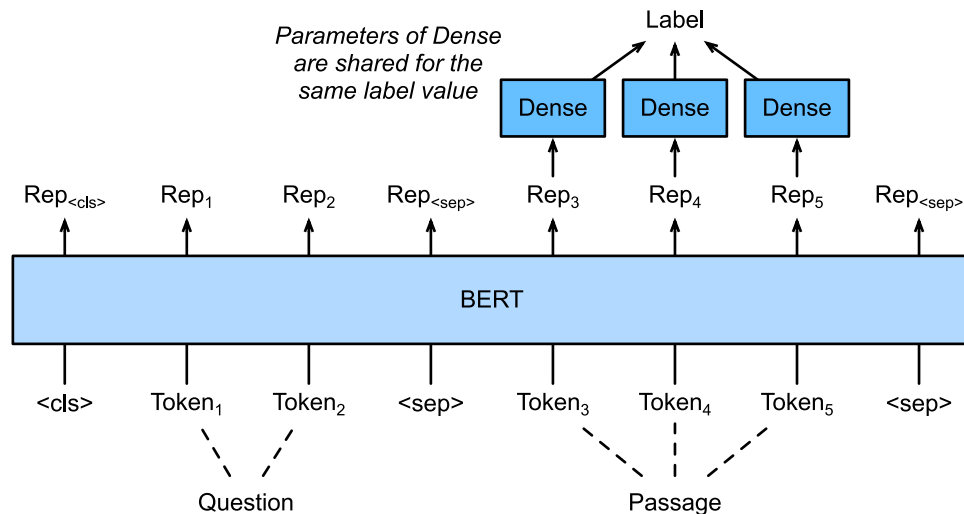 Label
Parameters of Dense
are shared for the
same label value
Dense Dense Dense
Rep<cls> Rep1 Rep2 Rep<sep> Rep3 Rep4 Rep5 Rep<sep>
BERT
<cls> Token1 Token2 <sep> Token3 Token4 Token5 <sep>
Question Passage